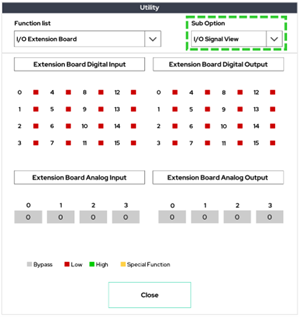 Utility
Function list Sub Option
I/O Extension Board I/O Signal View
Extension Board Digital Input Extension Board Digital Output
0 4 8 12 0 4 8 12
1 5 9 13 1 5 9 13
2 6 10 14 2 6 10 14
3 7 11 15 3 7 11 15
Extension Board Analog Input Extension Board Analog Output
0 1 2 3 0 1 2 3
0 0 0 0 0 0 0 0
Bypass Low High Special Function
Close